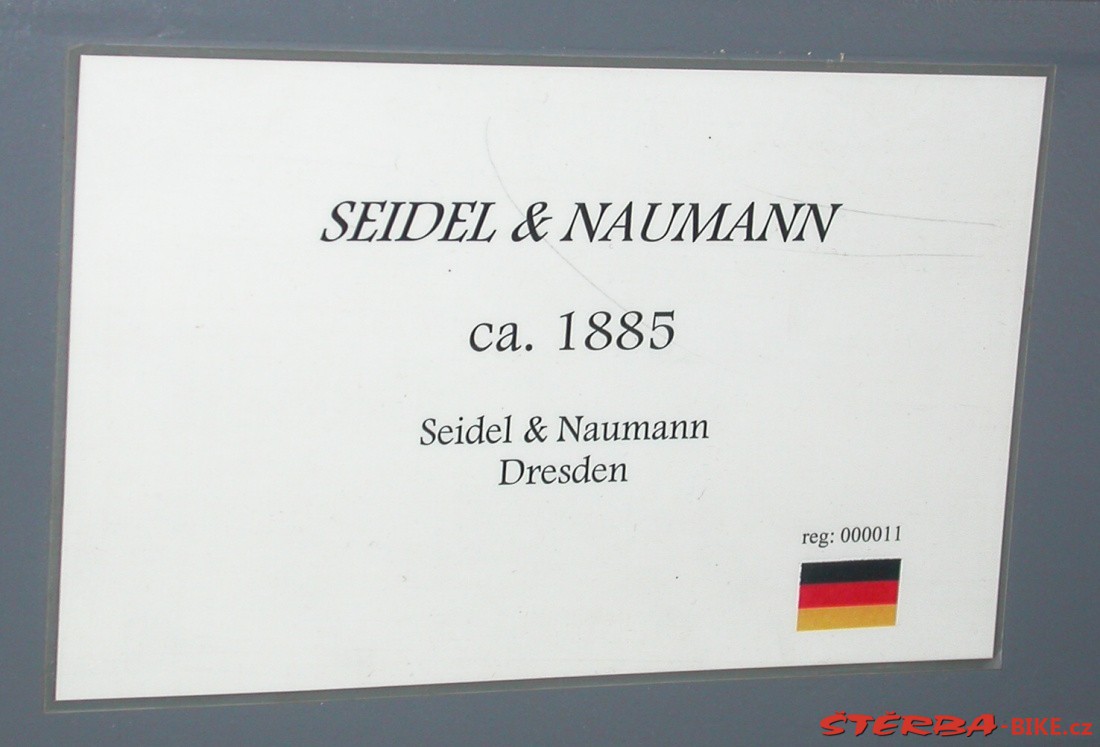 SEIDEL & NAUMANN
ca. 1885
Seidel & Naumann
Dresden
reg: 000011
ŠTĚRBA-BIKE.cz